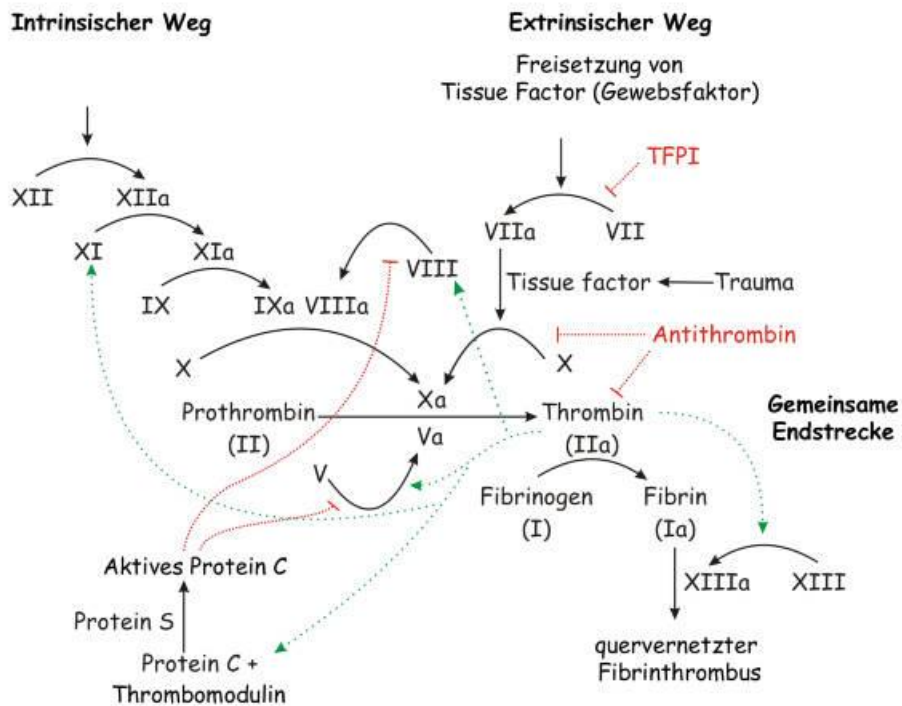 Intrinsischer Weg
Extrinsischer Weg
Freisetzung von
Tissue Factor (Gewebsfaktor)
TFPI
XII
XIIa
VIIa
VII
XI
XIa
VIII
IX
IXa
VIIIa
Tissue factor
Trauma
X
X
Antithrombin
Xa
Prothrombin
(II)
Thrombin
(IIa)
Gemeinsame
Endstrecke
Va
V
Fibrinogen
(I)
Fibrin
(Ia)
Aktives Protein C
XIIIa
XIII
Protein S
Protein C +
Thrombomodulin
quervernetzter
Fibrinthrombus